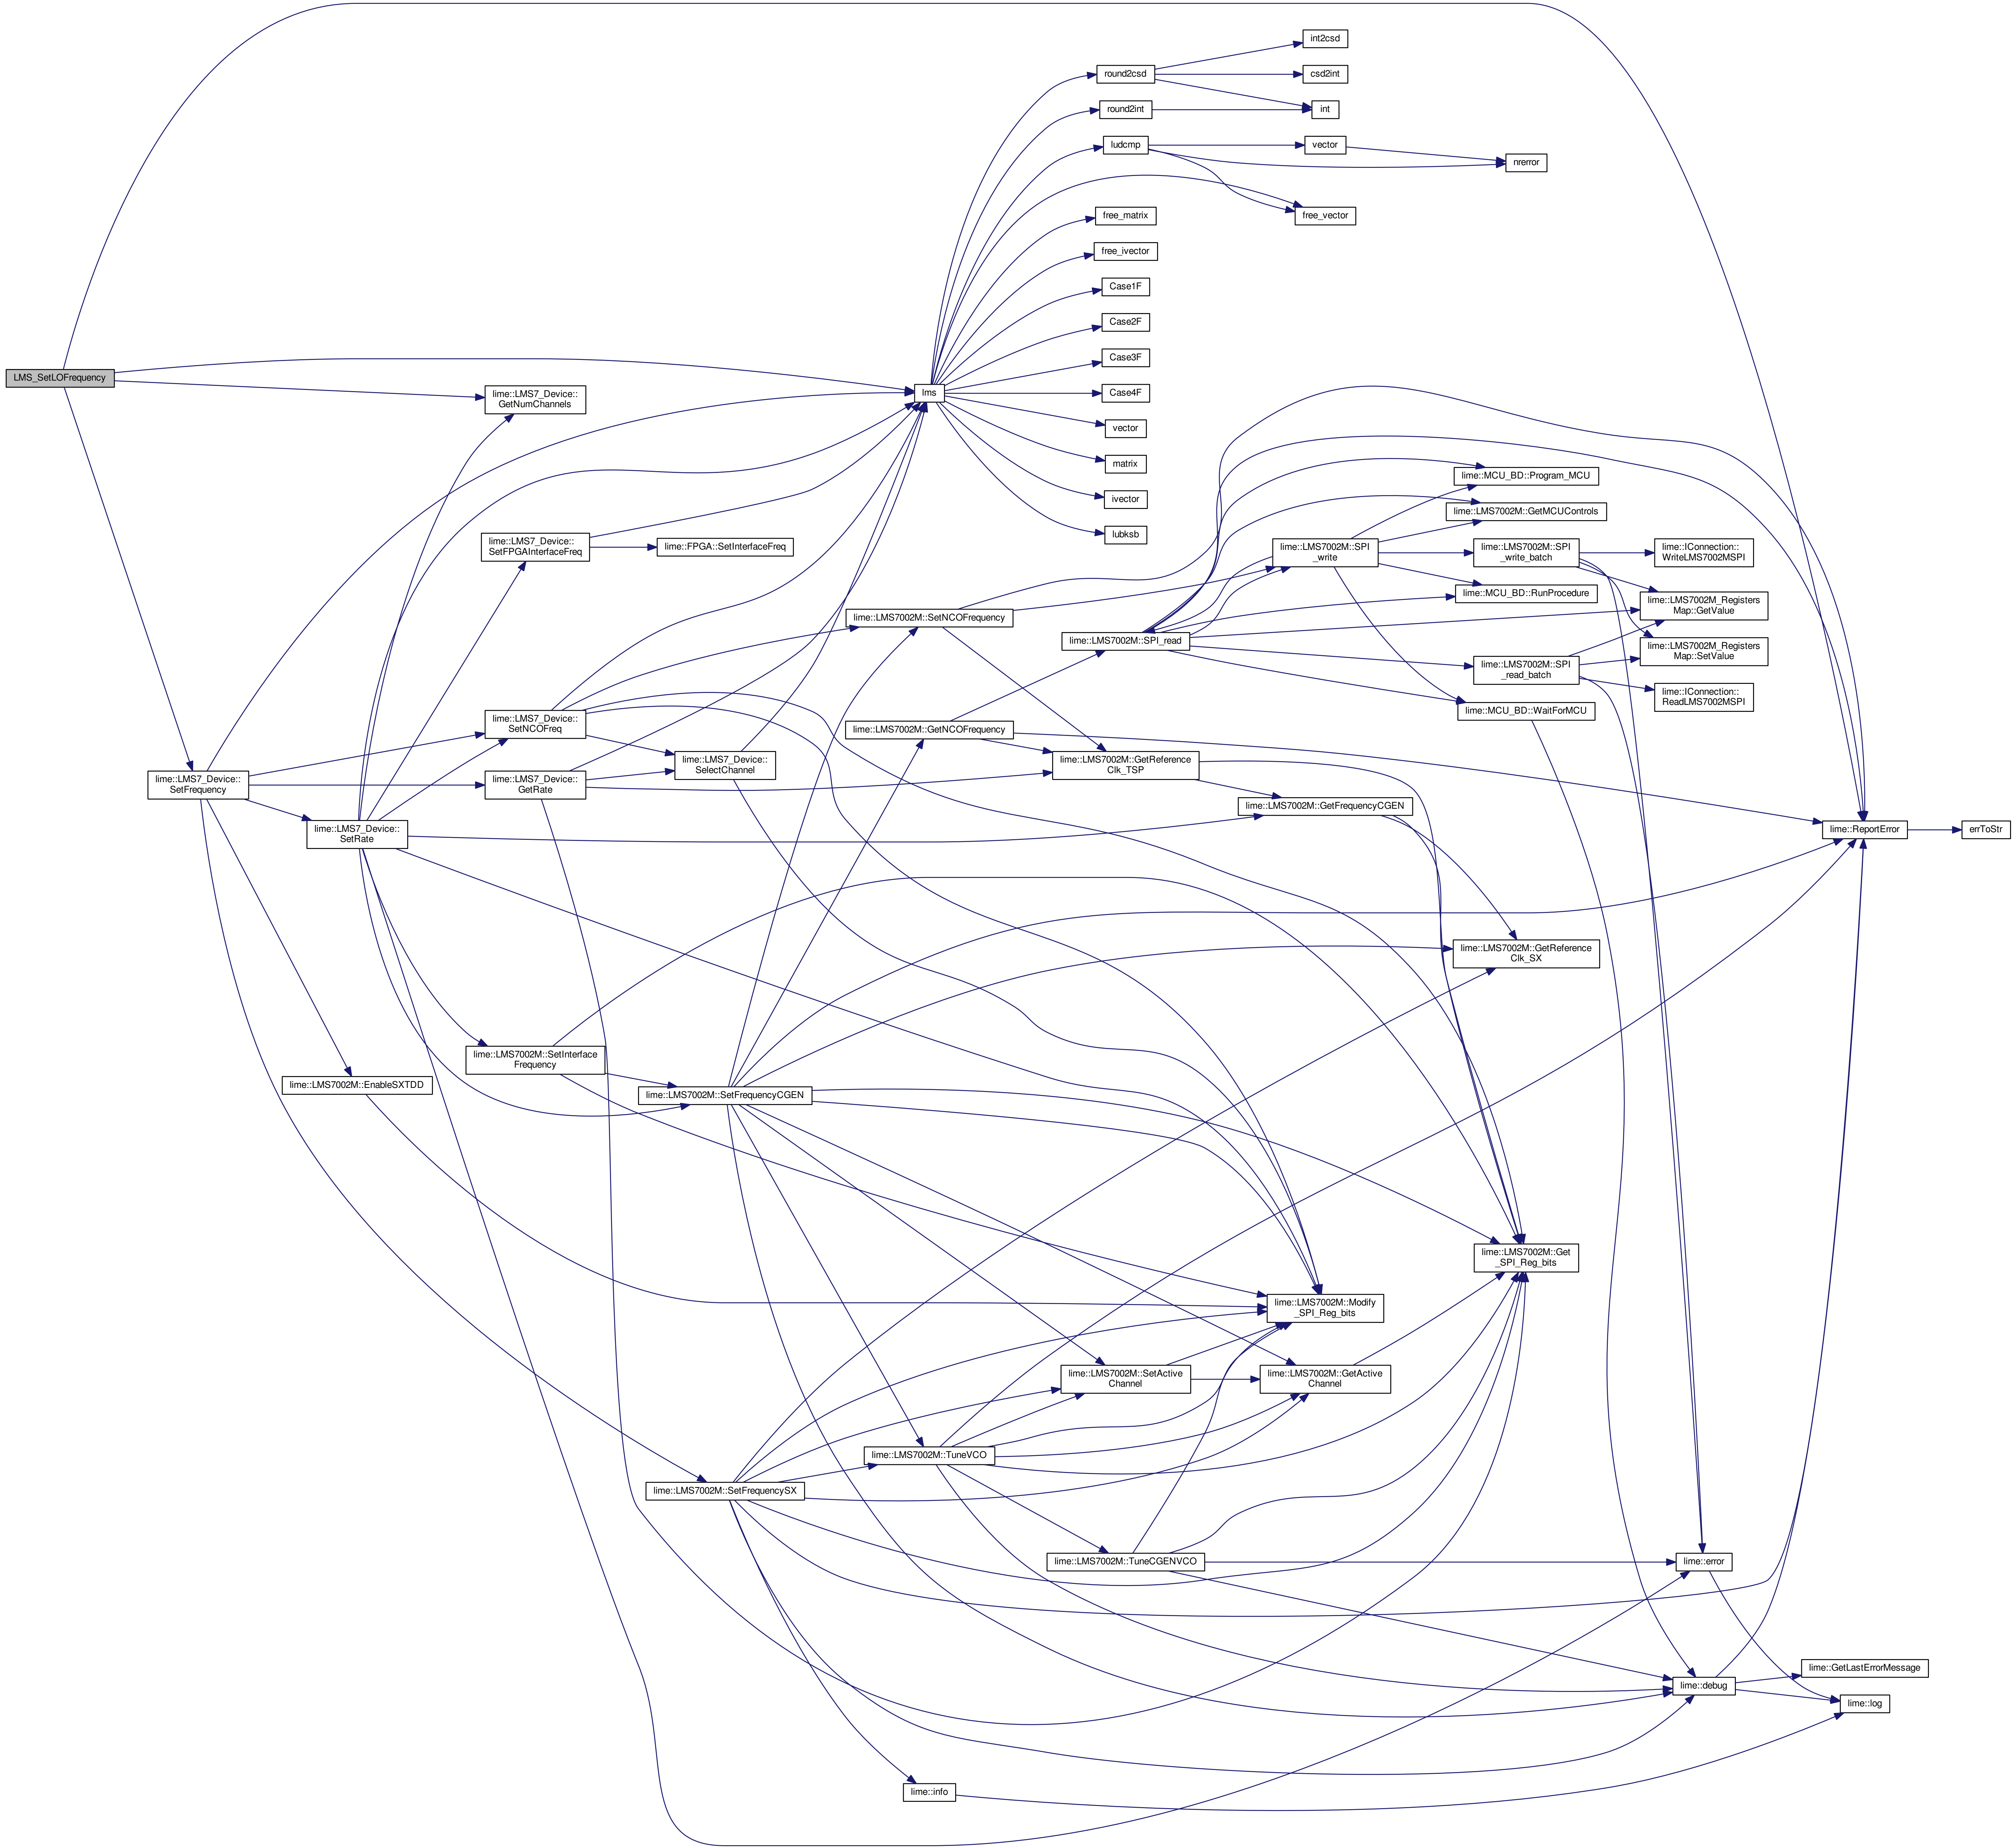 int2csd
round2csd
csd2int
round2int
int
ludcmp
vector
nrerror
free_matrix
free_vector
free_ivector
Case1F
Case2F
Case3F
LMS_SetLOFrequency
lime::LMS7_Device::
GetNumChannels
lms
Case4F
vector
matrix
lime::MCU_BD::Program_MCU
ivector
lime::LMS7002M::GetMCUControls
lubksb
lime::LMS7_Device::
SetFPGAInterfaceFreq
lime::FPGA::SetInterfaceFreq
lime::LMS7002M::SPI
_write
lime::LMS7002M::SPI
_write_batch
lime::IConnection::
WriteLMS7002MSPI
lime::MCU_BD::RunProcedure
lime::LMS7002M_Registers
Map::GetValue
lime::LMS7002M::SetNCOFrequency
lime::LMS7002M::SPI_read
lime::LMS7002M_Registers
Map::SetValue
lime::LMS7002M::SPI
_read_batch
lime::IConnection::
ReadLMS7002MSPI
lime::MCU_BD::WaitForMCU
lime::LMS7_Device::
SetNCOFreq
lime::LMS7002M::GetNCOFrequency
lime::LMS7_Device::
SelectChannel
lime::LMS7002M::GetReference
Clk_TSP
lime::LMS7_Device::
SetFrequency
lime::LMS7_Device::
GetRate
lime::LMS7002M::GetFrequencyCGEN
lime::LMS7_Device::
SetRate
lime::ReportError
errToStr
lime::LMS7002M::GetReference
Clk_SX
lime::LMS7002M::SetInterface
Frequency
lime::LMS7002M::EnableSXTDD
lime::LMS7002M::SetFrequencyCGEN
lime::LMS7002M::Get
_SPI_Reg_bits
lime::LMS7002M::Modify
_SPI_Reg_bits
lime::LMS7002M::SetActive
Channel
lime::LMS7002M::GetActive
Channel
lime::LMS7002M::TuneVCO
lime::LMS7002M::SetFrequencySX
lime::LMS7002M::TuneCGENVCO
lime::error
lime::GetLastErrorMessage
lime::debug
lime::log
lime::info